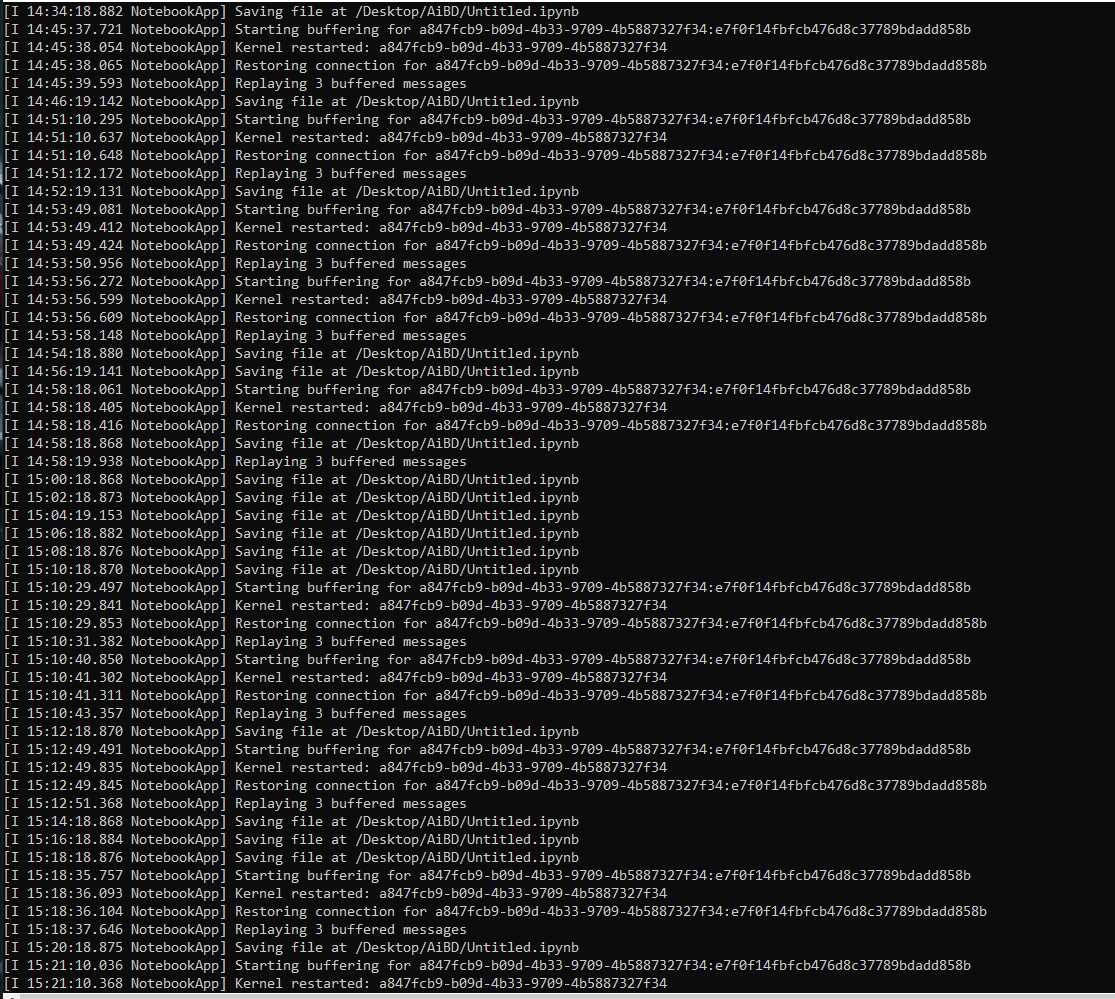 [I 14:34:18.882 NotebookApp] Saving file at /Desktop/AiBD/Untitled.ipynb
[I 14:45:37.721 NotebookApp] Starting buffering for a847fcb9-b09d-4b33-9709-4b5887327f34:e7f0f14fbfcb476d8c37789bdadd858b
[I 14:45:38.054 NotebookApp] Kernel restarted: a847fcb9-b09d-4b33-9709-4b5887327f34
[I 14:45:38.065 NotebookApp] Restoring connection for a847fcb9-b09d-4b33-9709-4b5887327f34:e7f0f14fbfcb476d8c37789bdadd858b
[I 14:45:39.593 NotebookApp] Replaying 3 buffered messages
[I 14:46:19.142 NotebookApp] Saving file at /Desktop/AiBD/Untitled.ipynb
[I 14:51:10.295 NotebookApp] Starting buffering for a847fcb9-b09d-4b33-9709-4b5887327f34:e7f0f14fbfcb476d8c37789bdadd858b
[I 14:51:10.637 NotebookApp] Kernel restarted: a847fcb9-b09d-4b33-9709-4b5887327f34
[I 14:51:10.648 NotebookApp] Restoring connection for a847fcb9-b09d-4b33-9709-4b5887327f34:e7f0f14fbfcb476d8c37789bdadd858b
[I 14:51:12.172 NotebookApp] Replaying 3 buffered messages
[I 14:52:19.131 NotebookApp] Saving file at /Desktop/AiBD/Untitled.ipynb
[I 14:53:49.081 NotebookApp] Starting buffering for a847fcb9-b09d-4b33-9709-4b5887327f34:e7f0f14fbfcb476d8c37789bdadd858b
[I 14:53:49.412 NotebookApp] Kernel restarted: a847fcb9-b09d-4b33-9709-4b5887327f34
[I 14:53:49.424 NotebookApp] Restoring connection for a847fcb9-b09d-4b33-9709-4b5887327f34:e7f0f14fbfcb476d8c37789bdadd858b
[I 14:53:50.956 NotebookApp] Replaying 3 buffered messages
[I 14:53:56.272 NotebookApp] Starting buffering for a847fcb9-b09d-4b33-9709-4b5887327f34:e7f0f14fbfcb476d8c37789bdadd858b
[I 14:53:56.599 NotebookApp] Kernel restarted: a847fcb9-b09d-4b33-9709-4b5887327f34
[I 14:53:56.609 NotebookApp] Restoring connection for a847fcb9-b09d-4b33-9709-4b5887327f34:e7f0f14fbfcb476d8c37789bdadd858b
[I 14:53:58.148 NotebookApp] Replaying 3 buffered messages
[I 14:54:18.880 NotebookApp] Saving file at /Desktop/AiBD/Untitled.ipynb
[I 14:56:19.141 NotebookApp] Saving file at /Desktop/AiBD/Untitled.ipynb
[I 14:58:18.061 NotebookApp] Starting buffering for a847fcb9-b09d-4b33-9709-4b5887327f34:e7f0f14fbfcb476d8c37789bdadd858b
[I 14:58:18.405 NotebookApp] Kernel restarted: a847fcb9-b09d-4b33-9709-4b5887327f34
[I 14:58:18.416 NotebookApp] Restoring connection for a847fcb9-b09d-4b33-9709-4b5887327f34:e7f0f14fbfcb476d8c37789bdadd858b
[I 14:58:18.868 NotebookApp] Saving file at /Desktop/AiBD/Untitled.ipynb
[I 14:58:19.938 NotebookApp] Replaying 3 buffered messages
[I 15:00:18.868 NotebookApp] Saving file at /Desktop/AiBD/Untitled.ipynb
[I 15:02:18.873 NotebookApp] Saving file at /Desktop/AiBD/Untitled.ipynb
[I 15:04:19.153 NotebookApp] Saving file at /Desktop/AiBD/Untitled.ipynb
[I 15:06:18.882 NotebookApp] Saving file at /Desktop/AiBD/Untitled.ipynb
[I 15:08:18.876 NotebookApp] Saving file at /Desktop/AiBD/Untitled.ipynb
[I 15:10:18.870 NotebookApp] Saving file at /Desktop/AiBD/Untitled.ipynb
[I 15:10:29.497 NotebookApp] Starting buffering for a847fcb9-b09d-4b33-9709-4b5887327f34:e7f0f14fbfcb476d8c37789bdadd858b
[I 15:10:29.841 NotebookApp] Kernel restarted: a847fcb9-b09d-4b33-9709-4b5887327f34
[I 15:10:29.853 NotebookApp] Restoring connection for a847fcb9-b09d-4b33-9709-4b5887327f34:e7f0f14fbfcb476d8c37789bdadd858b
[I 15:10:31.382 NotebookApp] Replaying 3 buffered messages
[I 15:10:40.850 NotebookApp] Starting buffering for a847fcb9-b09d-4b33-9709-4b5887327f34:e7f0f14fbfcb476d8c37789bdadd858b
[I 15:10:41.302 NotebookApp] Kernel restarted: a847fcb9-b09d-4b33-9709-4b5887327f34
[I 15:10:41.311 NotebookApp] Restoring connection for a847fcb9-b09d-4b33-9709-4b5887327f34:e7f0f14fbfcb476d8c37789bdadd858b
[I 15:10:43.357 NotebookApp] Replaying 3 buffered messages
[I 15:12:18.870 NotebookApp] Saving file at /Desktop/AiBD/Untitled.ipynb
[I 15:12:49.491 NotebookApp] Starting buffering for a847fcb9-b09d-4b33-9709-4b5887327f34:e7f0f14fbfcb476d8c37789bdadd858b
[I 15:12:49.835 NotebookApp] Kernel restarted: a847fcb9-b09d-4b33-9709-4b5887327f34
[I 15:12:49.845 NotebookApp] Restoring connection for a847fcb9-b09d-4b33-9709-4b5887327f34:e7f0f14fbfcb476d8c37789bdadd858b
[I 15:12:51.368 NotebookApp] Replaying 3 buffered messages
[I 15:14:18.868 NotebookApp] Saving file at /Desktop/AiBD/Untitled.ipynb
[I 15:16:18.884 NotebookApp] Saving file at /Desktop/AiBD/Untitled.ipynb
[I 15:18:18.876 NotebookApp] Saving file at /Desktop/AiBD/Untitled.ipynb
[I 15:18:35.757 NotebookApp] Starting buffering for a847fcb9-b09d-4b33-9709-4b5887327f34:e7f0f14fbfcb476d8c37789bdadd858b
[I 15:18:36.093 NotebookApp] Kernel restarted: a847fcb9-b09d-4b33-9709-4b5887327f34
[I 15:18:36.104 NotebookApp] Restoring connection for a847fcb9-b09d-4b33-9709-4b5887327f34:e7f0f14fbfcb476d8c37789bdadd858b
[I 15:18:37.646 NotebookApp] Replaying 3 buffered messages
[I 15:20:18.875 NotebookApp] Saving file at /Desktop/AiBD/Untitled.ipynb
[I 15:21:10.036 NotebookApp] Starting buffering for a847fcb9-b09d-4b33-9709-4b5887327f34:e7f0f14fbfcb476d8c37789bdadd858b
[I 15:21:10.368 NotebookApp] Kernel restarted: a847fcb9-b09d-4b33-9709-4b5887327f34